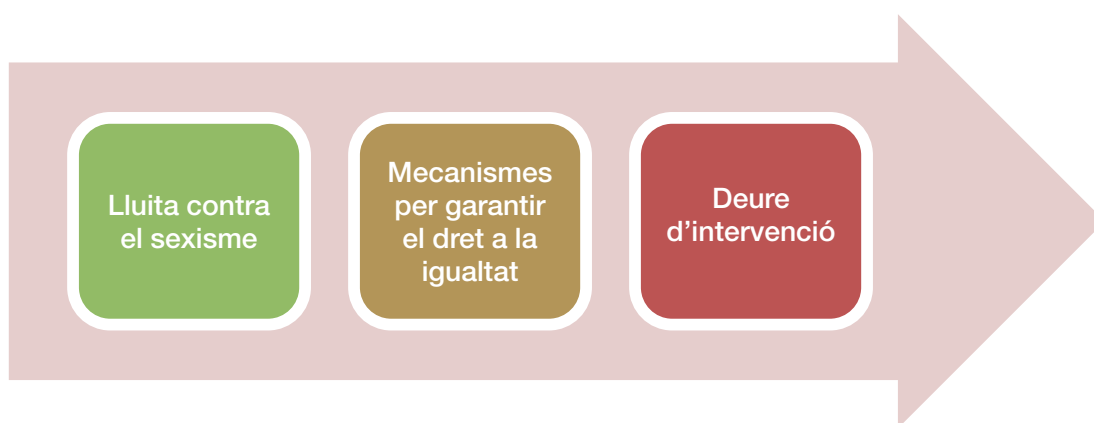 Lluita contra
el sexisme
Mecanismes
per garantir
el dret a la
igualtat
Deure
d’intervenció